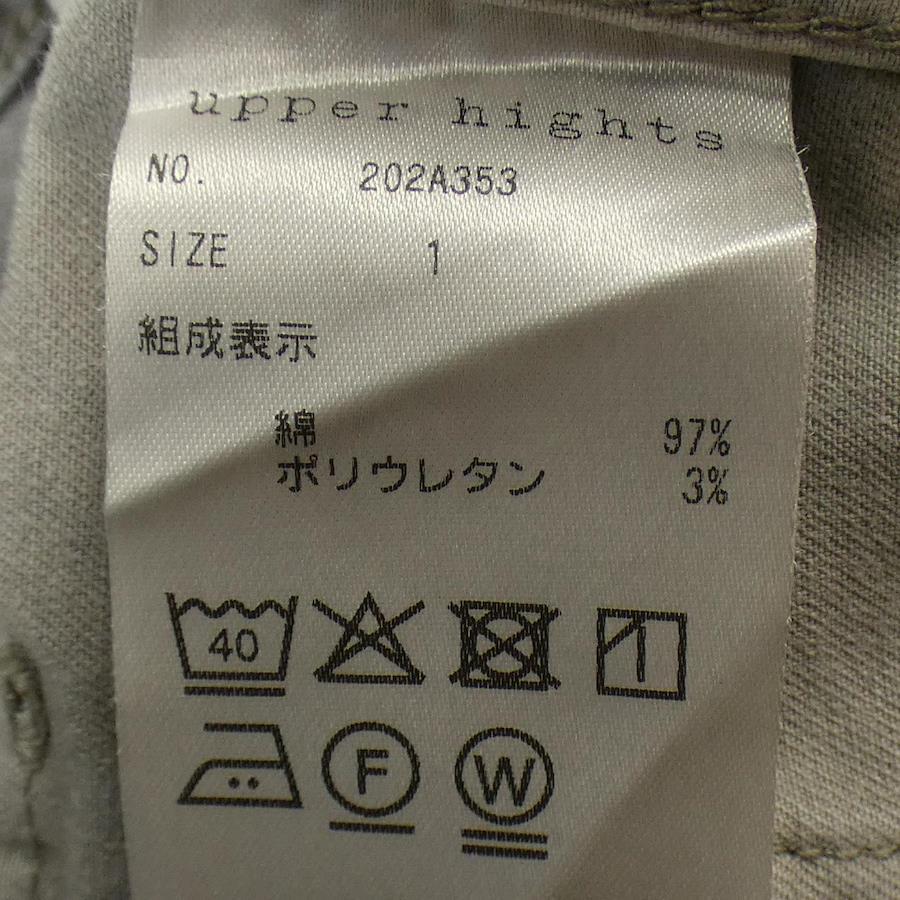 upper hights
NO. 202A353
SIZE 1
組成表示
綿 97%
ポリウレタン 3%
40
F W